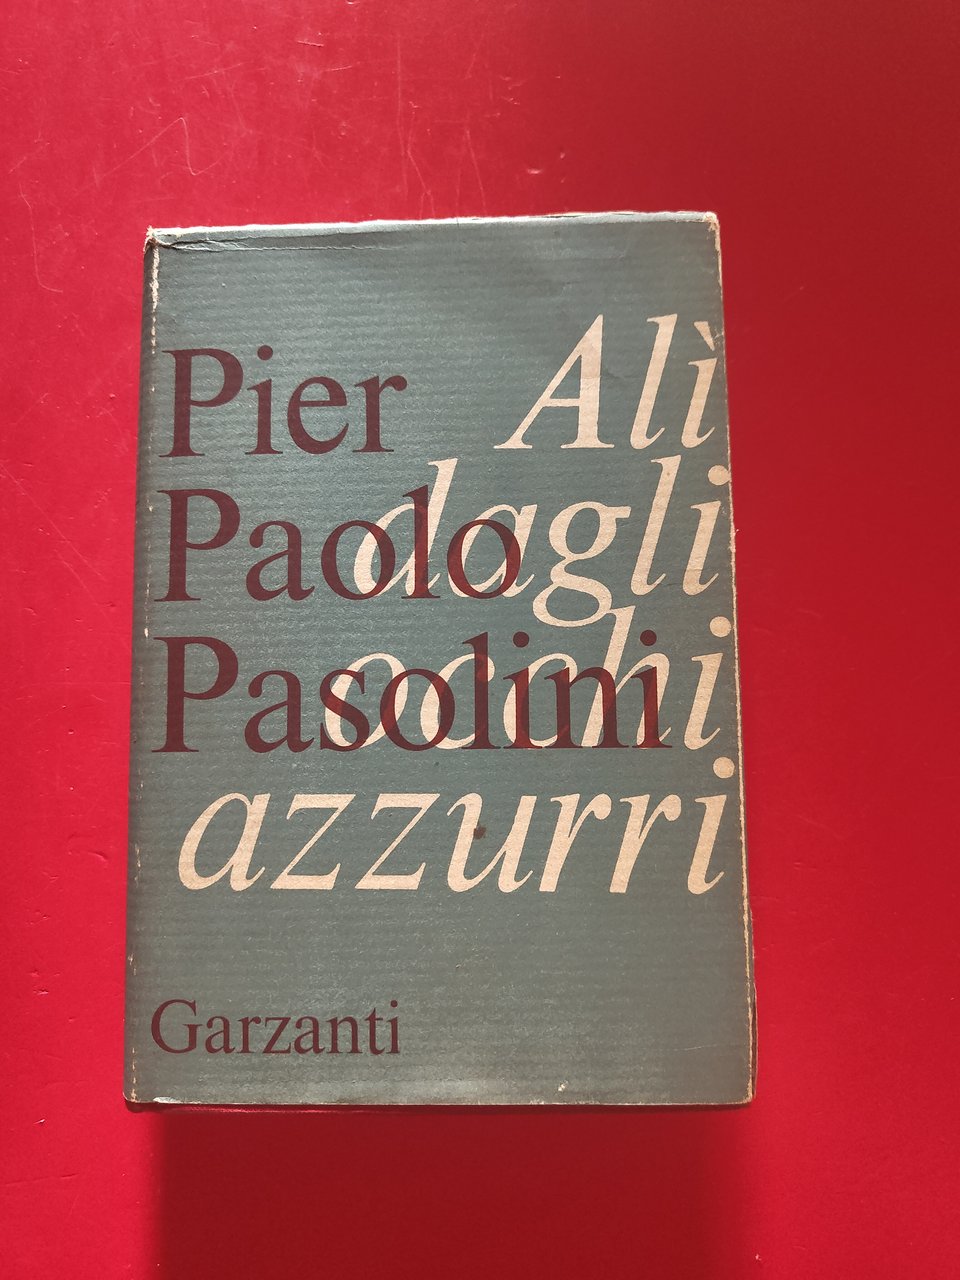 Pier
Paolo
Pasolini
Alì
dagli
occhi
azzurri
Garzanti